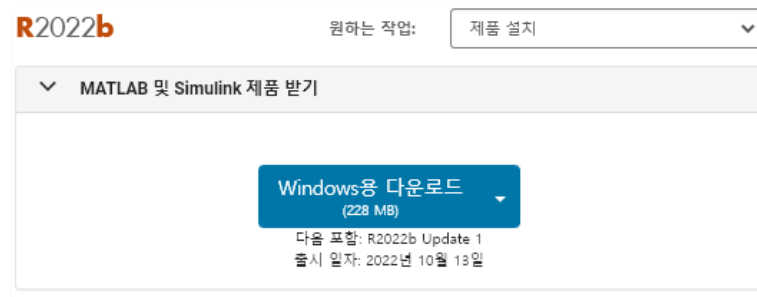 R2022b
원하는 작업: 제품 설치
MATLAB 및 Simulink 제품 받기
Windows용 다운로드
(228 MB)
다음 포함: R2022b Update 1
출시 일자: 2022년 10월 13일